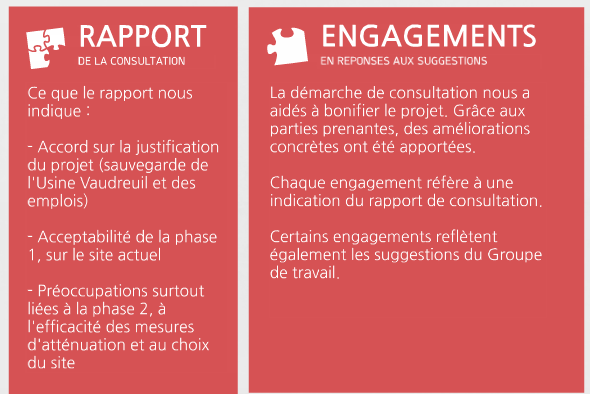 RAPPORT
DE LA CONSULTATION
Ce que le rapport nous
indique :
- Accord sur la justification
du projet (sauvegarde de
l'Usine Vaudreuil et des
emplois)
- Acceptabilité de la phase
1, sur le site actuel
- Préoccupations surtout
liées à la phase 2, à
l'efficacité des mesures
d'atténuation et au choix
du site
ENGAGEMENTS
EN REPONSES AUX SUGGESTIONS
La démarche de consultation nous a
aidés à bonifier le projet. Grâce aux
parties prenantes, des améliorations
concrètes ont été apportées.
Chaque engagement réfère à une
indication du rapport de consultation.
Certains engagements reflètent
également les suggestions du Groupe
de travail.